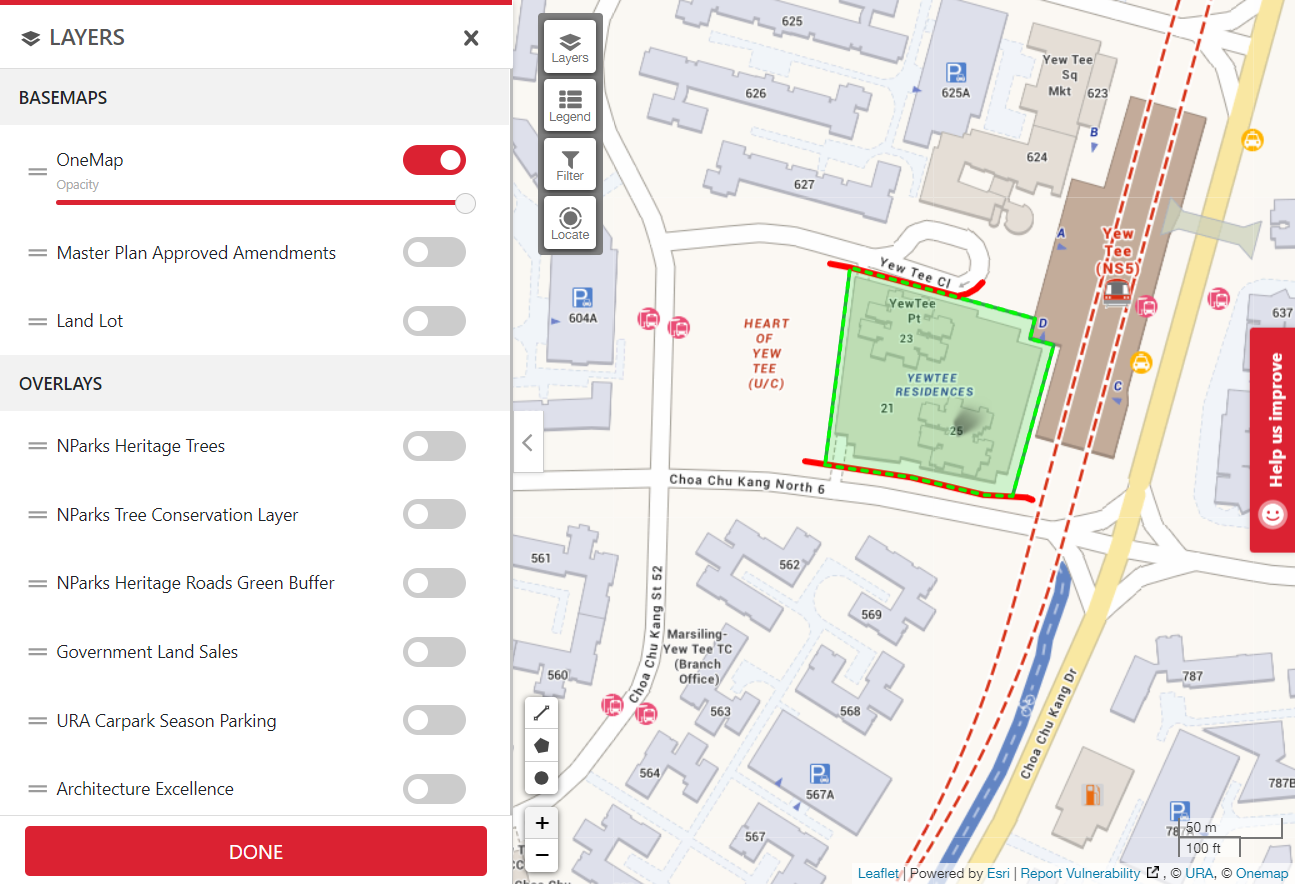 LAYERS
BASEMAPS
OneMap
Opacity
Master Plan Approved Amendments
Land Lot
OVERLAYS
NParks Heritage Trees
NParks Tree Conservation Layer
NParks Heritage Roads Green Buffer
Government Land Sales
URA Carpark Season Parking
Architecture Excellence
DONE
Layers
Legend
Filter
Locate
625
626
627
625A
Yew Tee
Sq
Mkt
623
624
B
A
Yew
Tee
(NS5)
D
C
604A
Yew Tee Cl
YewTee
Pt
23
YEWTEE
RESIDENCES
21
25
HEART
OF
YEW
TEE
(U/C)
637
Help us improve
Choa Chu Kang North 6
561
562
569
Choa Chu Kang St 52
Marsiling-
Yew Tee TC
(Branch
Office)
560
563
568
564
567A
567
Choa Chu Kang Dr
787
787B
50 m
100 ft
+
−
Leaflet | Powered by Esri | Report Vulnerability , © URA, © Onemap